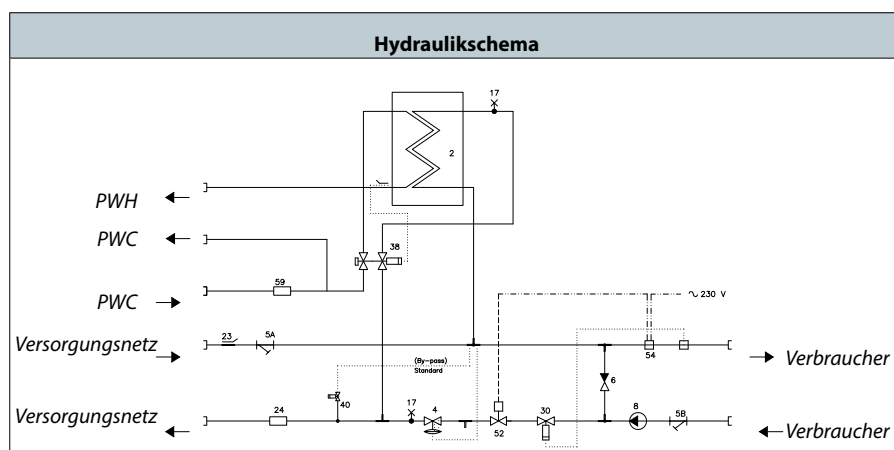 Hydraulikschema
17
2
PWH
PWC
38
59
PWC
~ 230 V
Versorgungsnetz
23
5A
54
Verbraucher
(By-pass)
Standard
6
40
17
4
30
8
5B
Versorgungsnetz
24
52
Verbraucher